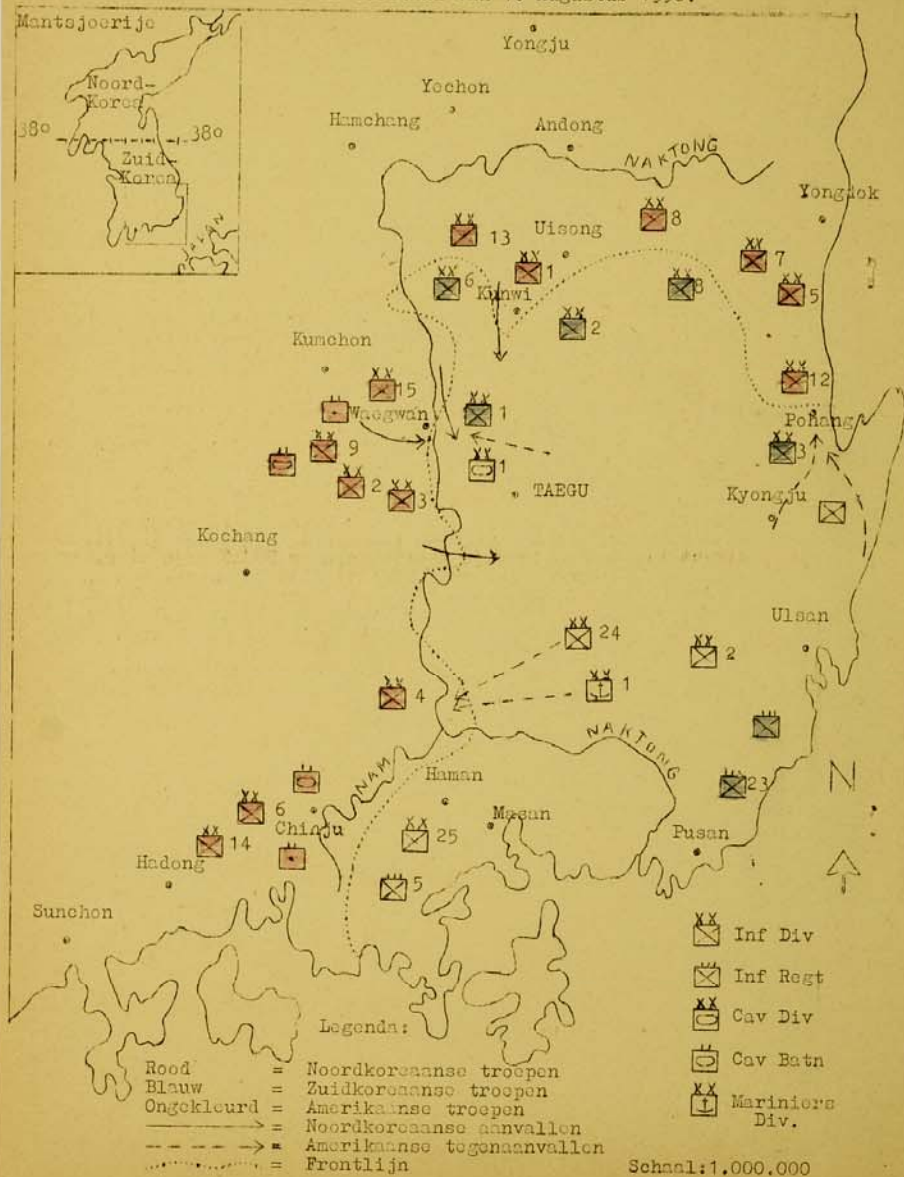 Mantsjoerije
Noord-
Korea
38o
38o
Zuid-
Korea
JAPAN
Yongju
Yechon
Hamchang
Andong
NAKTONG
Yongdok
8
13
Uisong
7
1
6
8
5
Kunwi
2
Kumchon
15
12
1
Waegwan
Pohang
9
3
1
2
TAEGU
3
Kyongju
Kochang
Ulsan
24
2
4
1
NAKTONG
NAM
Haman
23
N
6
Chinju
Masan
25
14
Pusan
Hadong
5
Sunchon
Inf Div
Inf Regt
Cav Div
Cav Batn
Mariniers
Div.
Legenda:
Rood = Noordkoreaanse troepen
Blauw = Zuidkoreaanse troepen
Ongekleurd = Amerikaanse troepen
= Noordkoreaanse aanvallen
= Amerikaanse tegenaanvallen
= Frontlijn
Schaal:1.000.000